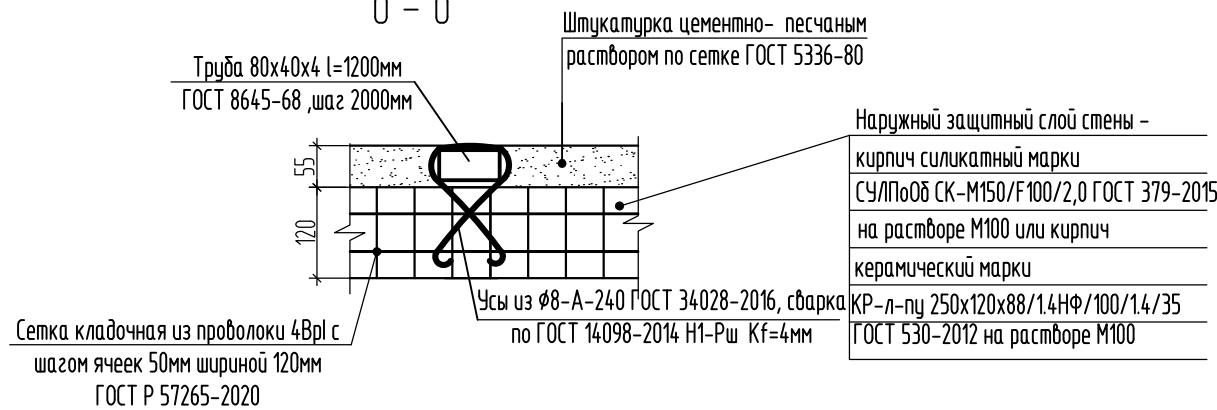 Штукатурка цементно- песчаным
раствором по сетке ГОСТ 5336-80
Труба 80х40х4 l=1200мм
ГОСТ 8645-68 ,шаг 2000мм
Наружный защитный слой стены -
кирпич силикатный марки
СУЛПоОб СК-М150/F100/2,0 ГОСТ 379-2015
на растворе М100 или кирпич
керамический марки
КР-л-пу 250х120х88/1.4НФ/100/1.4/35
ГОСТ 530-2012 на растворе М100
55
120
Усы из Ø8-А-240 ГОСТ 34028-2016, сварка
по ГОСТ 14098-2014 Н1-Рш Kf=4мм
Сетка кладочная из проволоки 4ВрI с
шагом ячеек 50мм шириной 120мм
ГОСТ Р 57265-2020